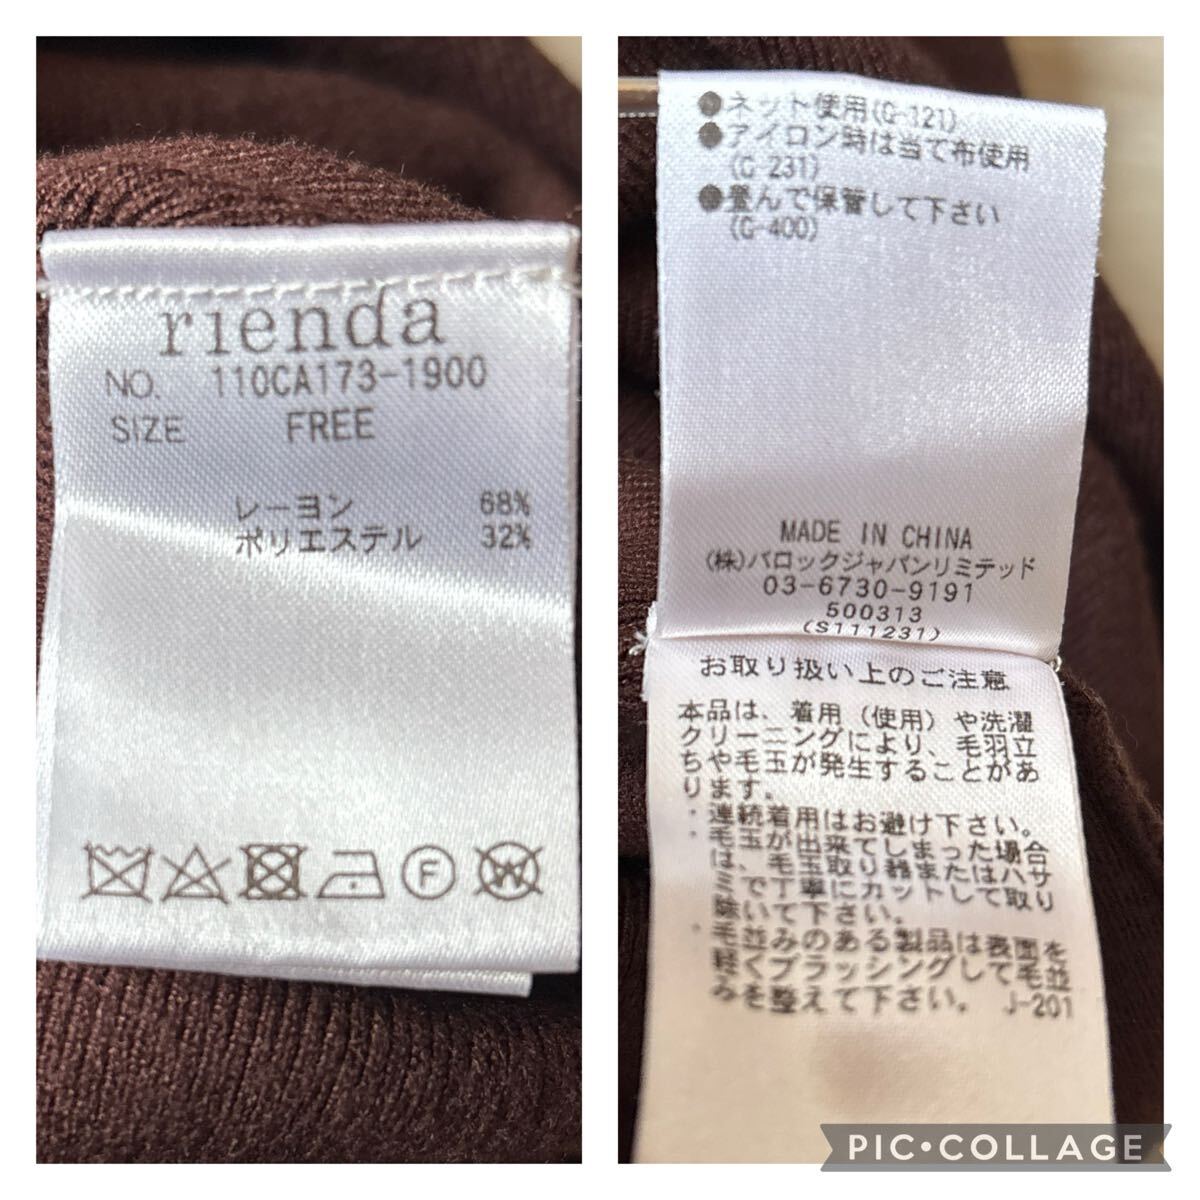 rienda
NO. 110CA173-1900
SIZE FREE
レーヨン 68%
ポリエステル 32%
F
W
●ネット使用(G-121)
●アイロン時は当て布使用
(G-231)
●畳んで保管して下さい
(G-400)
MADE IN CHINA
(株)バロックジャパンリミテッド
03-6730-9191
500313
(S111231)
お取り扱い上のご注意
本品は、着用（使用）や洗濯
クリーニングにより、毛羽立
ちや毛玉が発生することがあ
ります。
・連続着用はお避け下さい。
・毛玉が出来てしまった場合
は、毛玉取り器またはハサ
ミで丁寧にカットして取り
除いて下さい。
・毛並みのある製品は表面を
軽くブラッシングして毛並
みを整えて下さい。 J-201
PIC•COLLAGE